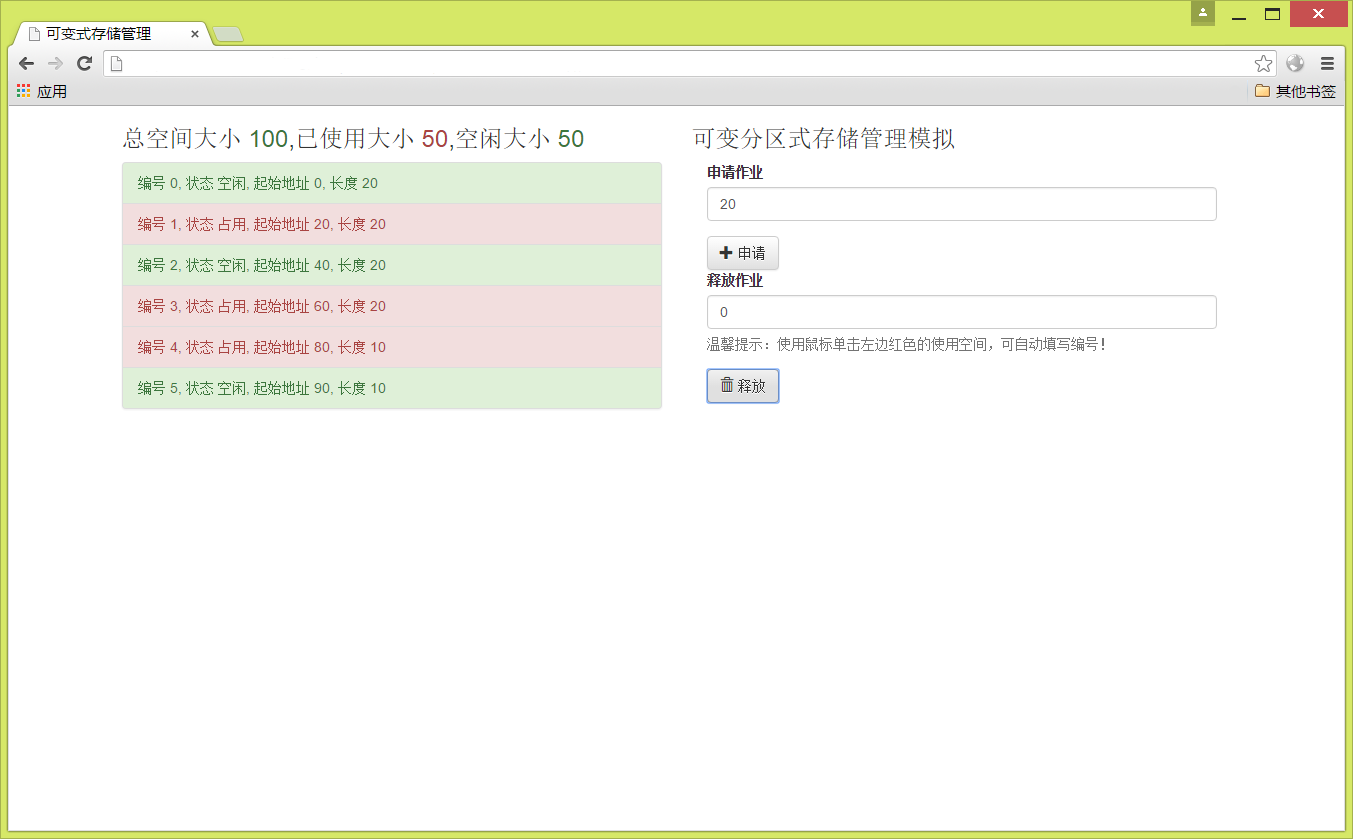 可变式存储管理
应用
其他书签
总空间大小 100,已使用大小 50,空闲大小 50
编号 0, 状态 空闲, 起始地址 0, 长度 20
编号 1, 状态 占用, 起始地址 20, 长度 20
编号 2, 状态 空闲, 起始地址 40, 长度 20
编号 3, 状态 占用, 起始地址 60, 长度 20
编号 4, 状态 占用, 起始地址 80, 长度 10
编号 5, 状态 空闲, 起始地址 90, 长度 10
可变分区式存储管理模拟
申请作业
20
申请
释放作业
0
温馨提示：使用鼠标单击左边红色的使用空间，可自动填写编号！
释放